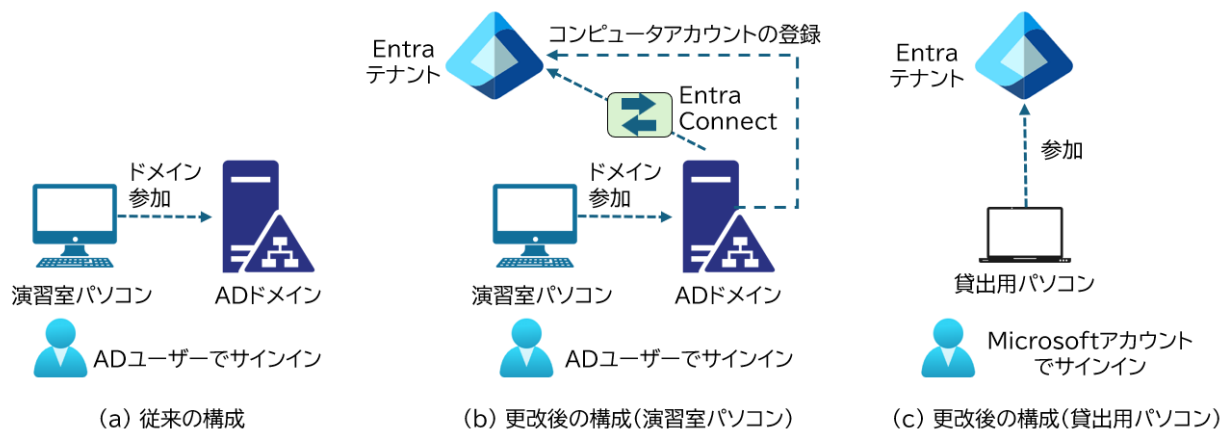 ドメイン
参加
演習室パソコン
ADドメイン
ADユーザーでサインイン
(a) 従来の構成
Entra
テナント
コンピュータアカウントの登録
Entra
Connect
ドメイン
参加
演習室パソコン
ADドメイン
ADユーザーでサインイン
(b) 更改後の構成(演習室パソコン)
Entra
テナント
参加
貸出用パソコン
Microsoftアカウント
でサインイン
(c) 更改後の構成(貸出用パソコン)